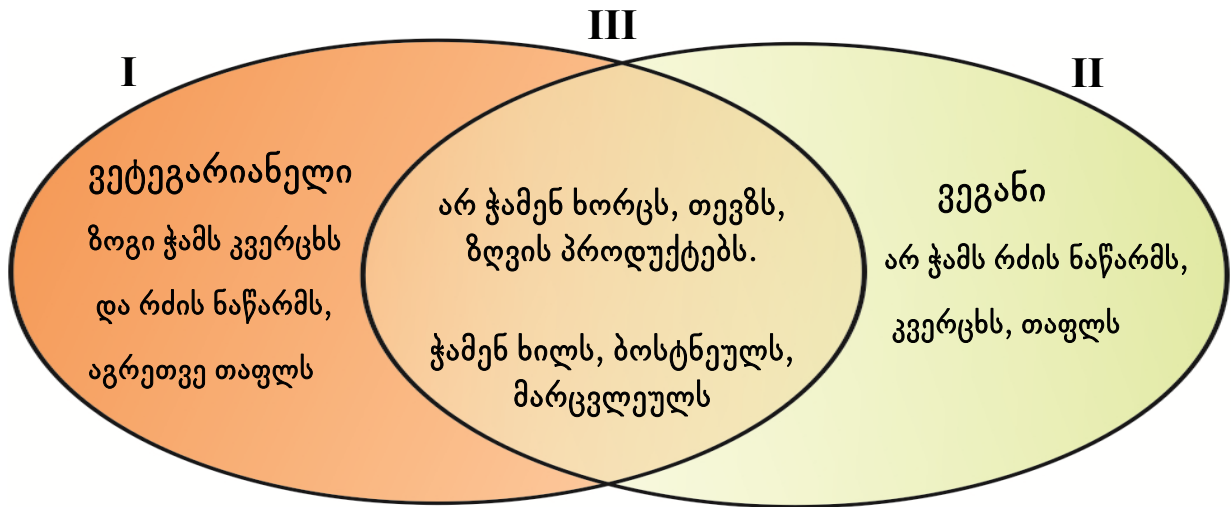 III
I
II
ვეტეგარიანელი
ზოგი ჭამს კვერცხს
და რძის ნაწარმს,
აგრეთვე თაფლს
არ ჭამენ ხორცს, თევზს,
ზღვის პროდუქტებს.
ჭამენ ხილს, ბოსტნეულს,
მარცვლეულს
ვეგანი
არ ჭამს რძის ნაწარმს,
კვერცხს, თაფლს